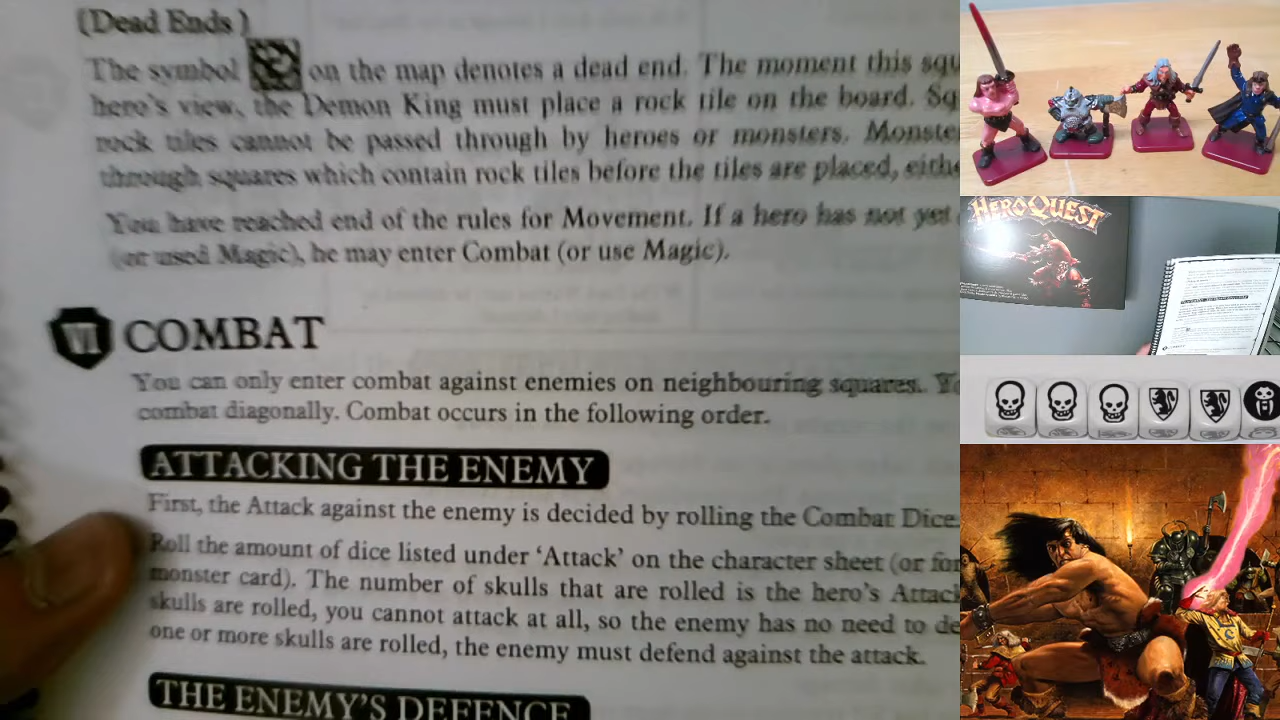 (Dead Ends)
The symbol on the map denotes a dead end. The moment this squ
hero's view, the Demon King must place a rock tile on the board. Sq
rock tiles cannot be passed through by heroes or monsters. Monste
through squares which contain rock tiles before the tiles are placed, eith
You have reached end of the rules for Movement. If a hero has not yet
(or used Magic), he may enter Combat (or use Magic).
VI COMBAT
You can only enter combat against enemies on neighbouring squares. Yo
combat diagonally. Combat occurs in the following order.
ATTACKING THE ENEMY
First, the Attack against the enemy is decided by rolling the Combat Dice.
Roll the amount of dice listed under 'Attack' on the character sheet (or for
monster card). The number of skulls that are rolled is the hero's Attac
skulls are rolled, you cannot attack at all, so the enemy has no need to de
one or more skulls are rolled, the enemy must defend against the attack.
THE ENEMY'S DEFENCE
HEROQUEST